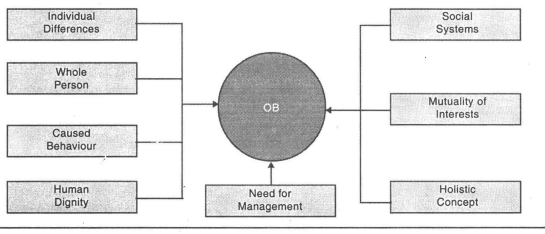 Individual
Differences
Whole
Person
Caused
Behaviour
Human
Dignity
OB
Need for
Management
Social
Systems
Mutuality of
Interests
Holistic
Concept